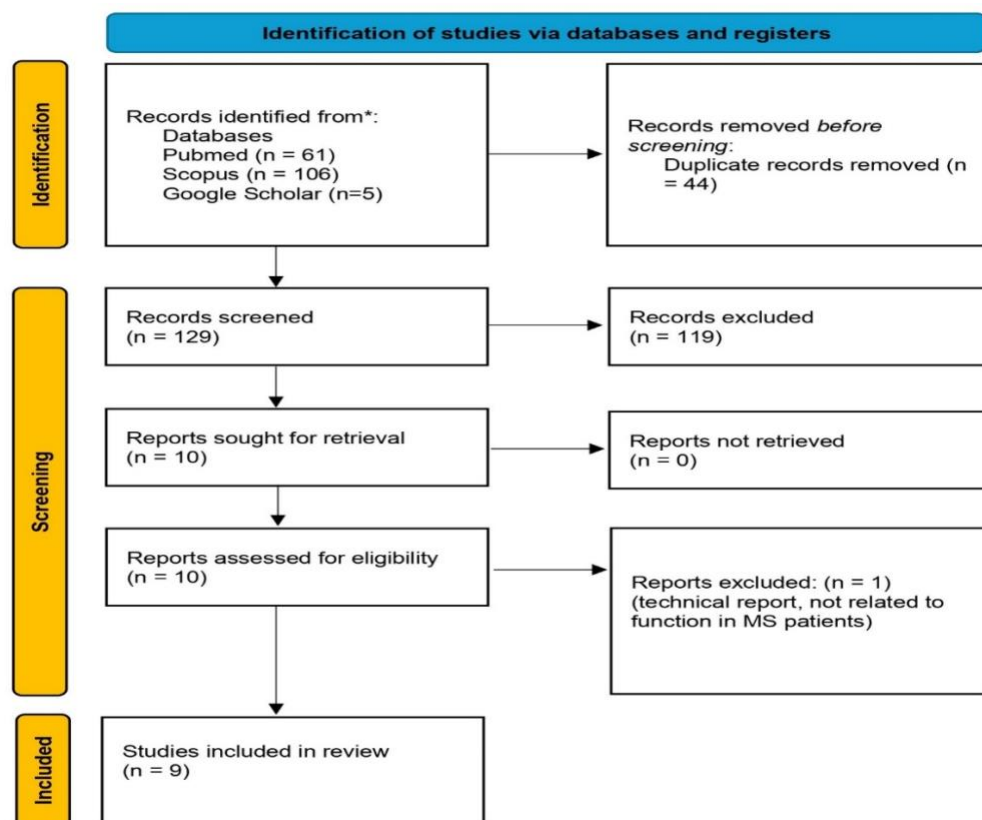 Identification of studies via databases and registers
Identification
Records identified from*:
Databases
Pubmed (n = 61)
Scopus (n = 106)
Google Scholar (n=5)
Records removed before
screening:
Duplicate records removed (n
= 44)
Screening
Records screened
(n = 129)
Records excluded
(n = 119)
Reports sought for retrieval
(n = 10)
Reports not retrieved
(n = 0)
Reports assessed for eligibility
(n = 10)
Reports excluded: (n = 1)
(technical report, not related to
function in MS patients)
Included
Studies included in review
(n = 9)